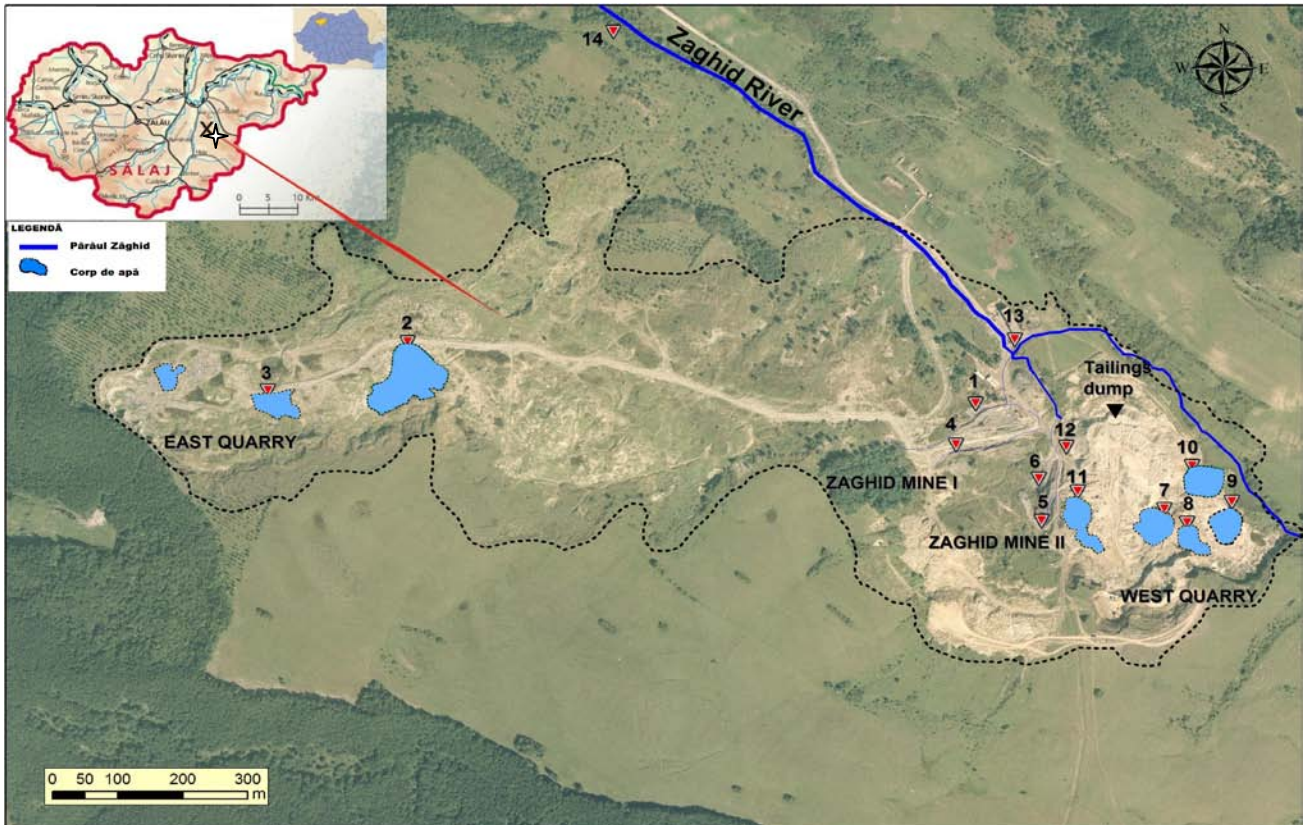 ZALĂU
SĂLAJ
0 5 10 Km
LEGENDĂ
Pârâul Zăghid
Corp de apă
N
W E
S
14
Zaghid River
13
Tailings
dump
2
3
1
4
12
10
6
11
7
9
8
5
EAST QUARRY
ZAGHID MINE I
ZAGHID MINE II
WEST QUARRY
0 50 100 200 300
m